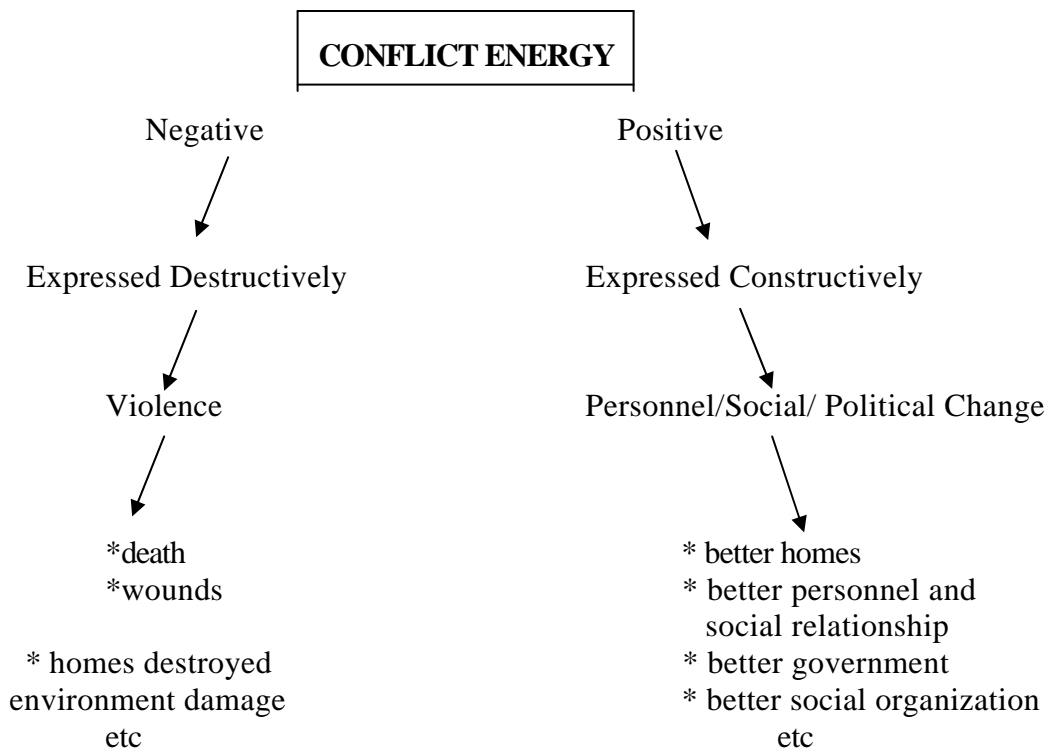 CONFLICT ENERGY
Negative
Positive
Expressed Destructively
Expressed Constructively
Violence
Personnel/Social/ Political Change
*death
*wounds
* homes destroyed
environment damage
etc
* better homes
* better personnel and
social relationship
* better government
* better social organization
etc